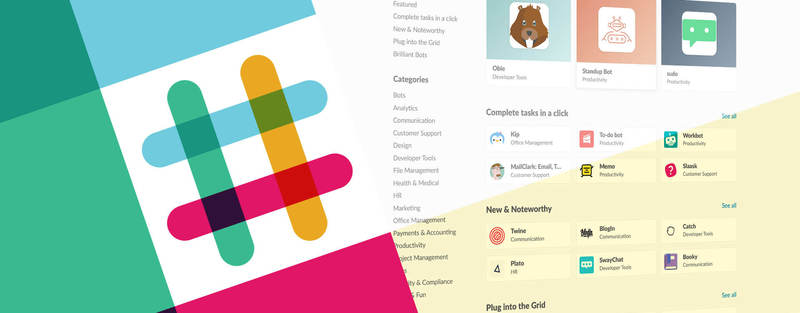 Featured
Complete tasks in a click
New & Noteworthy
Plug into the Grid
Brilliant Bots
Categories
Bots
Analytics
Communication
Customer Support
Design
Developer Tools
File Management
Health & Medical
HR
Marketing
Office Management
Payments & Accounting
Productivity
Project Management
& Compliance
& Fun
Obie
Developer Tools
Standup Bot
Productivity
sudo
Productivity
Complete tasks in a click
See all
Kip
Office Management
To-do bot
Productivity
Workbot
Productivity
MailClark: Email, T...
Customer Support
Memo
Productivity
Slaask
Customer Support
New & Noteworthy
See all
Twine
Communication
BlogIn
Communication
Catch
Developer Tools
Plato
HR
SwayChat
Developer Tools
Booky
Communication
Plug into the Grid
See all